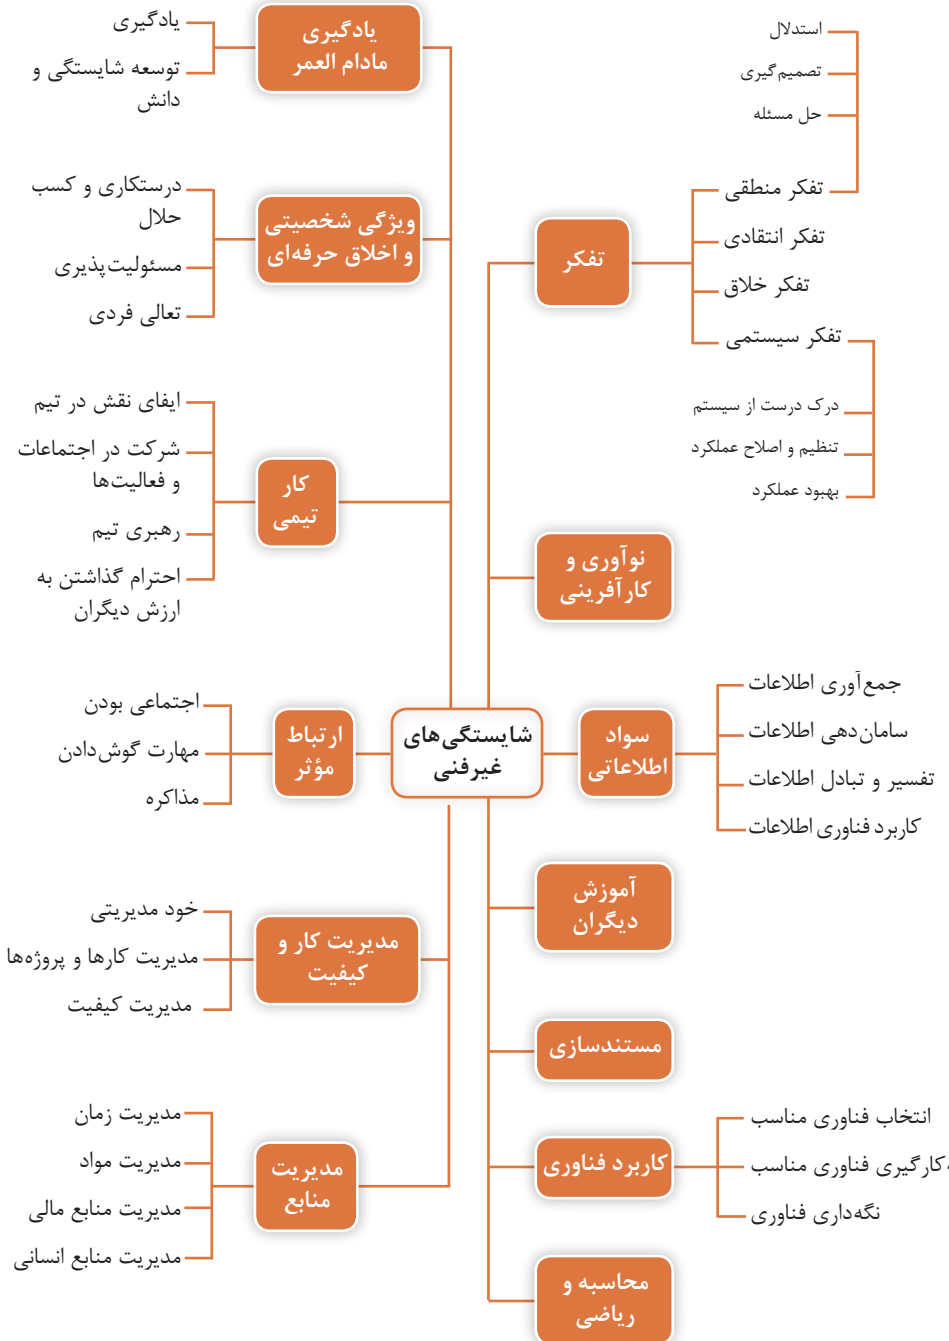 شایستگی‌های
غیرفنی
تفکر
استدلال
تصمیم‌گیری
حل مسئله
تفکر منطقی
تفکر انتقادی
تفکر خلاق
تفکر سیستمی
درک درست از سیستم
تنظیم و اصلاح عملکرد
بهبود عملکرد
نوآوری و
کارآفرینی
سواد
اطلاعاتی
جمع‌آوری اطلاعات
سامان‌دهی اطلاعات
تفسیر و تبادل اطلاعات
کاربرد فناوری اطلاعات
آموزش
دیگران
مستندسازی
کاربرد فناوری
انتخاب فناوری مناسب
کارگیری فناوری مناسب
نگه‌داری فناوری
محاسبه و
ریاضی
یادگیری
مادام العمر
یادگیری
توسعه شایستگی و
دانش
ویژگی شخصیتی
و اخلاق حرفه‌ای
درستکاری و کسب
حلال
مسئولیت‌پذیری
تعالی فردی
کار
تیمی
ایفای نقش در تیم
شرکت در اجتماعات
و فعالیت‌ها
رهبری تیم
احترام گذاشتن به
ارزش دیگران
ارتباط
مؤثر
اجتماعی بودن
مهارت گوش‌دادن
مذاکره
مدیریت کار و
کیفیت
خود مدیریتی
مدیریت کارها و پروژه‌ها
مدیریت کیفیت
مدیریت
منابع
مدیریت زمان
مدیریت مواد
مدیریت منابع مالی
مدیریت منابع انسانی